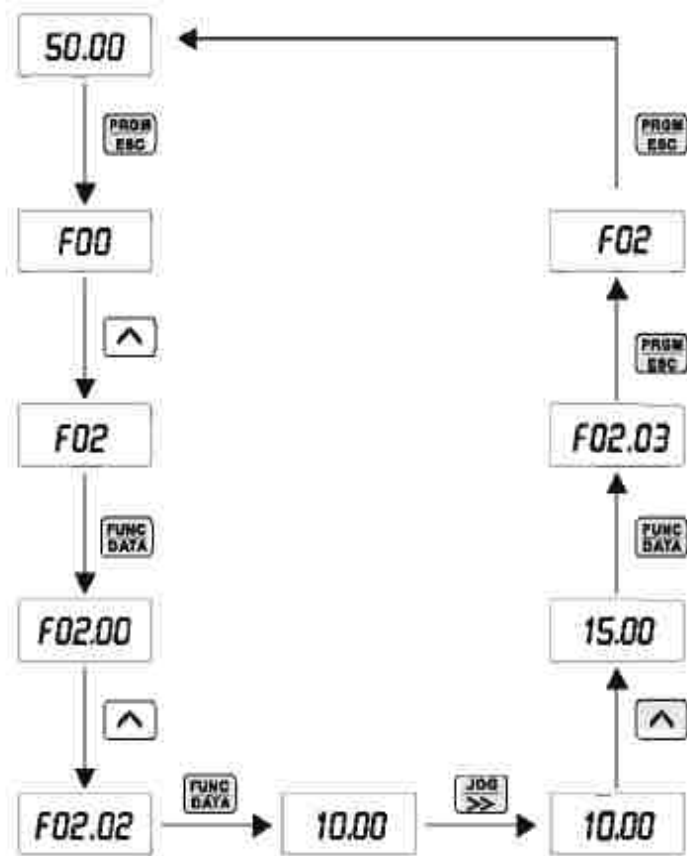 50.00
PRGM
ESC
F00
F02
FUNC
DATA
F02.00
F02.02
FUNC
DATA
10.00
JOG
>>
10.00
15.00
FUNC
DATA
F02.03
PRGM
ESC
F02
PRGM
ESC